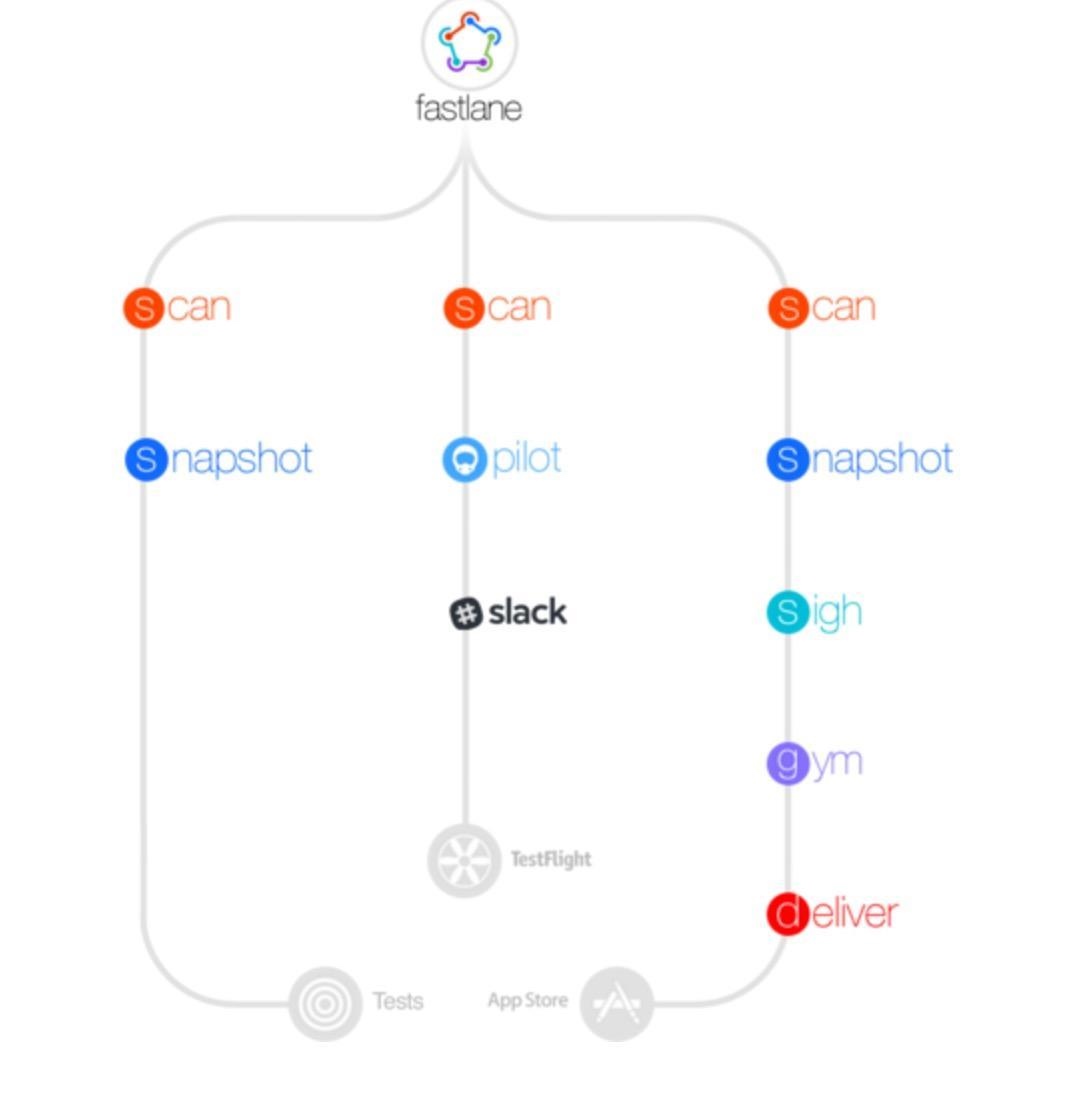 fastlane
scan
scan
scan
snapshot
pilot
snapshot
slack
sigh
gym
TestFlight
deliver
Tests
App Store